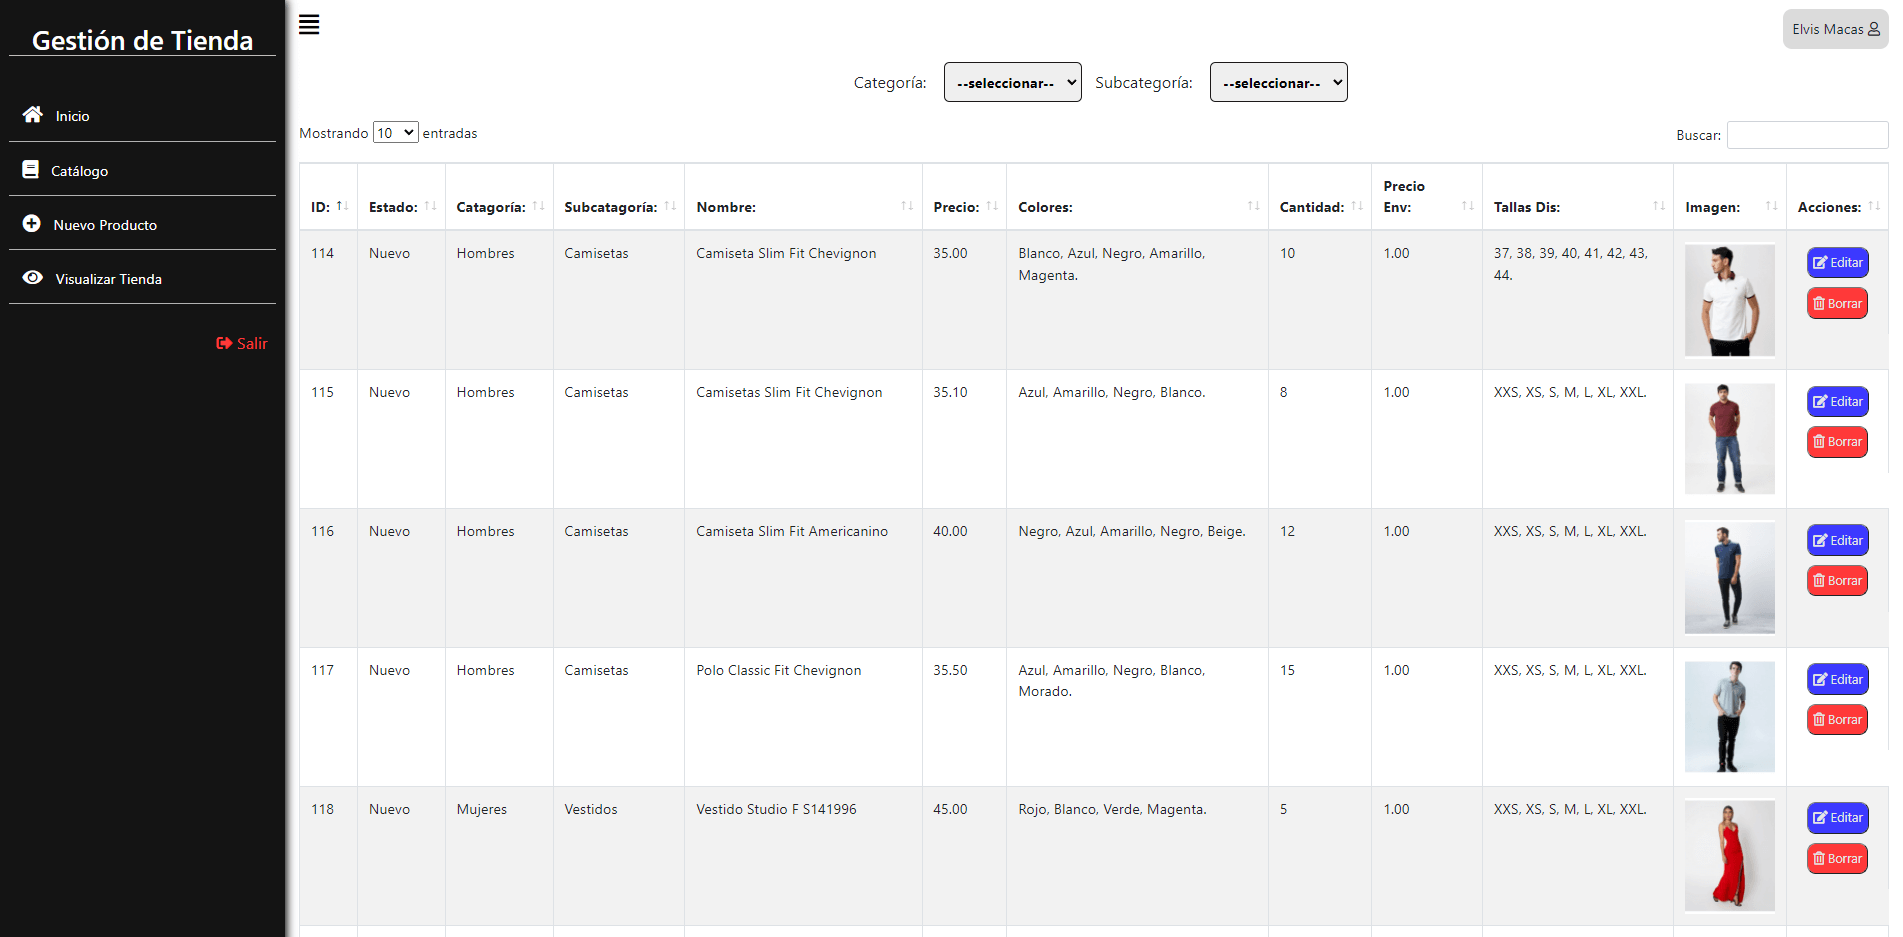 Gestión de Tienda
Inicio
Catálogo
Nuevo Producto
Visualizar Tienda
Salir
Elvis Macas
Categoría: --seleccionar-- Subcategoría: --seleccionar--
Mostrando 10 entradas
Buscar:
ID: Estado: Catagoría: Subcatagoría: Nombre: Precio: Colores: Cantidad: Precio Env: Tallas Dis: Imagen: Acciones:
114 Nuevo Hombres Camisetas Camiseta Slim Fit Chevignon 35.00 Blanco, Azul, Negro, Amarillo, Magenta. 10 1.00 37, 38, 39, 40, 41, 42, 43, 44. Editar
Borrar
115 Nuevo Hombres Camisetas Camisetas Slim Fit Chevignon 35.10 Azul, Amarillo, Negro, Blanco. 8 1.00 XXS, XS, S, M, L, XL, XXL. Editar
Borrar
116 Nuevo Hombres Camisetas Camiseta Slim Fit Americanino 40.00 Negro, Azul, Amarillo, Negro, Beige. 12 1.00 XXS, XS, S, M, L, XL, XXL. Editar
Borrar
117 Nuevo Hombres Camisetas Polo Classic Fit Chevignon 35.50 Azul, Amarillo, Negro, Blanco, Morado. 15 1.00 XXS, XS, S, M, L, XL, XXL. Editar
Borrar
118 Nuevo Mujeres Vestidos Vestido Studio F S141996 45.00 Rojo, Blanco, Verde, Magenta. 5 1.00 XXS, XS, S, M, L, XL, XXL. Editar
Borrar